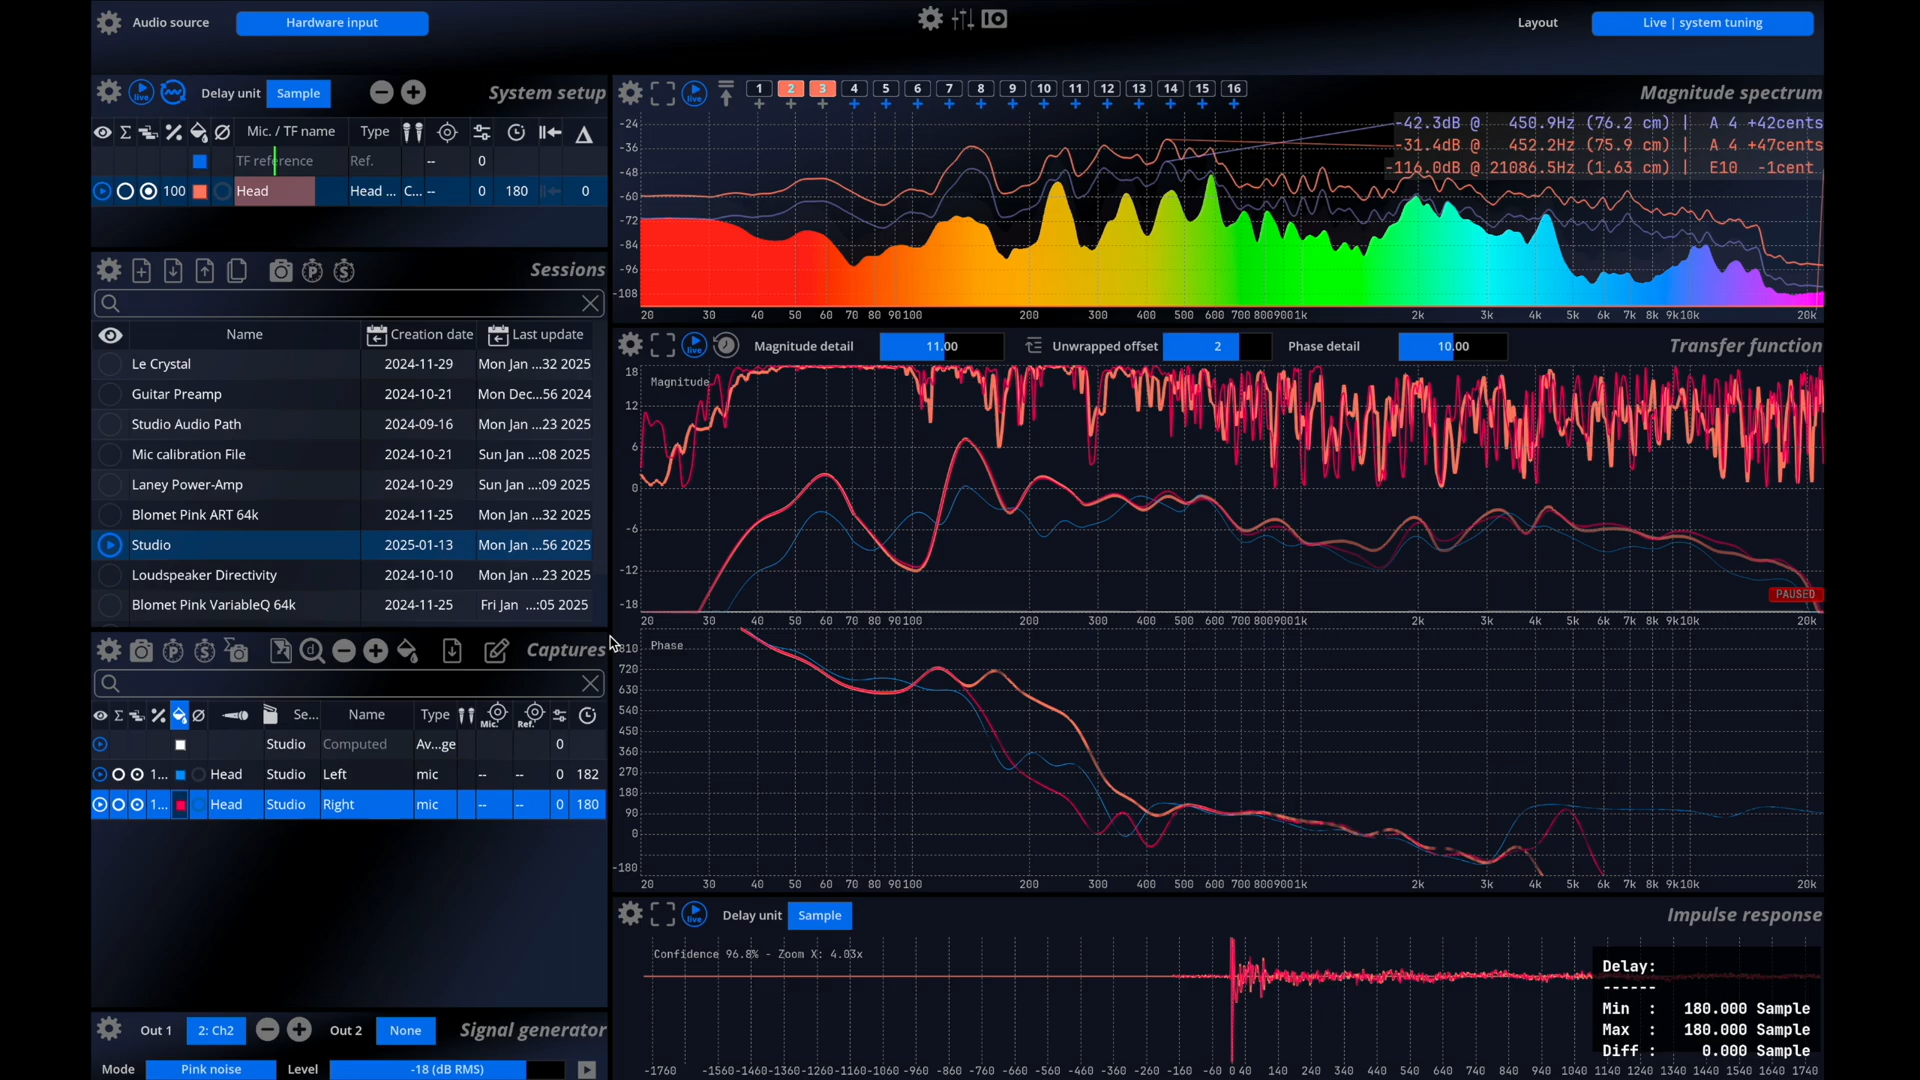 Audio source Hardware input
Layout Live | system tuning
Delay unit Sample System setup
Mic. / TF name Type
TF reference Ref. -- 0
100 Head Head ... C... -- 0 180 0
Sessions
Name Creation date Last update
Le Crystal 2024-11-29 Mon Jan ...32 2025
Guitar Preamp 2024-10-21 Mon Dec...56 2024
Studio Audio Path 2024-09-16 Mon Jan ...23 2025
Mic calibration File 2024-10-21 Sun Jan ...:08 2025
Laney Power-Amp 2024-10-29 Sun Jan ...:09 2025
Blomet Pink ART 64k 2024-11-25 Mon Jan ...32 2025
Studio 2025-01-13 Mon Jan ...56 2025
Loudspeaker Directivity 2024-10-10 Mon Jan ...23 2025
Blomet Pink VariableQ 64k 2024-11-25 Fri Jan ...:05 2025
Captures
Se... Name Type Mic. Ref.
Studio Computed Av...ge 0
1... Head Studio Left mic -- -- 0 182
1... Head Studio Right mic -- -- 0 180
Out 1 2: Ch2 Out 2 None Signal generator
Mode Pink noise Level -18 (dB RMS)
1 2 3 4 5 6 7 8 9 10 11 12 13 14 15 16
Magnitude spectrum
-42.3dB @ 450.9Hz (76.2 cm) | A 4 +42cents
-31.4dB @ 452.2Hz (75.9 cm) | A 4 +47cents
-116.0dB @ 21086.5Hz (1.63 cm) | E10 -1cent
-24
-36
-48
-60
-72
-84
-96
-108
20 30 40 50 60 70 80 90 100 200 300 400 500 600 700 800 900 1k 2k 3k 4k 5k 6k 7k 8k 9k 10k 20k
Magnitude detail 11.00 Unwrapped offset 2 Phase detail 10.00 Transfer function
Magnitude
18
12
6
0
-6
-12
-18
PAUSED
20 30 40 50 60 70 80 90 100 200 300 400 500 600 700 800 900 1k 2k 3k 4k 5k 6k 7k 8k 9k 10k 20k
Phase
810
720
630
540
450
360
270
180
90
0
-180
20 30 40 50 60 70 80 90 100 200 300 400 500 600 700 800 900 1k 2k 3k 4k 5k 6k 7k 8k 9k 10k 20k
Delay unit Sample Impulse response
Confidence 96.8% - Zoom X: 4.03x
Delay:
------
Min : 180.000 Sample
Max : 180.000 Sample
Diff : 0.000 Sample
-1760 -1560 -1460 -1360 -1260 -1160 -1060 -960 -860 -760 -660 -560 -460 -360 -260 -160 -60 0 40 140 240 340 440 540 640 740 840 940 1040 1140 1240 1340 1440 1540 1640 1740